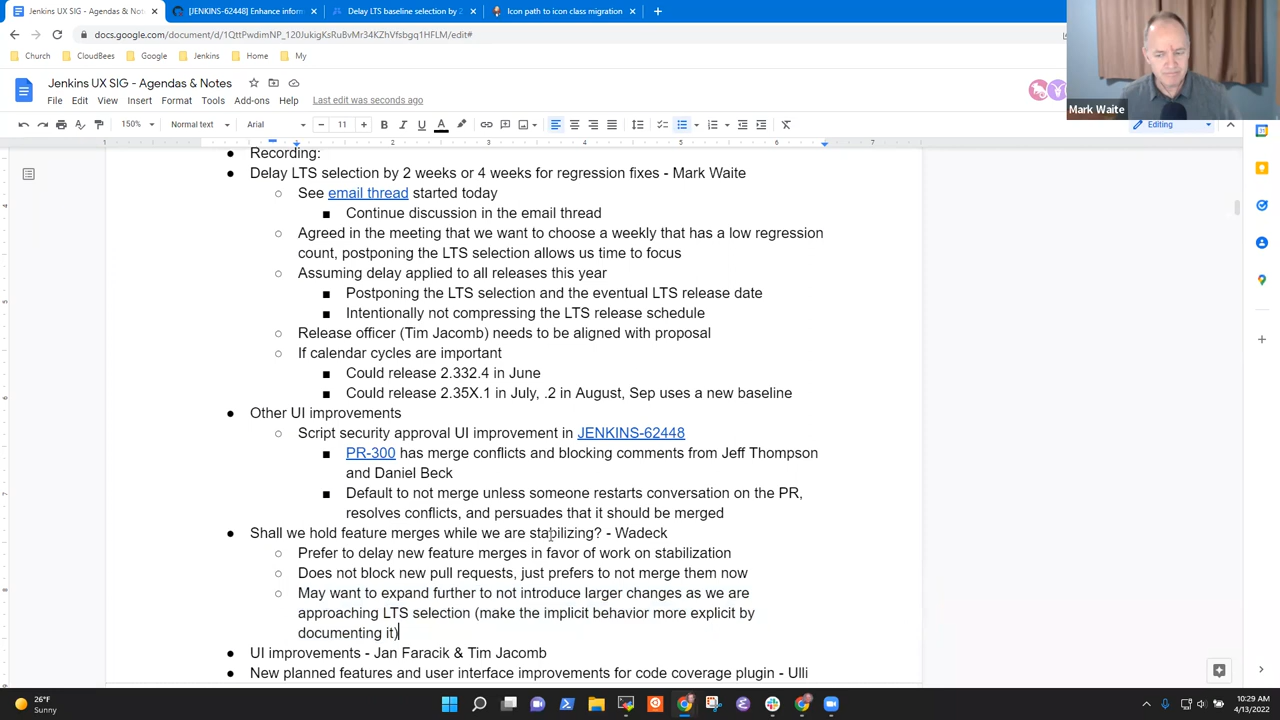 Jenkins UX SIG - Agendas & Not
[JENKINS-62448] Enhance inform
Delay LTS baseline selection by 2
Icon path to icon class migration
docs.google.com/document/d/1QttPwdimNP_120JukigKsRuBvMr34KZhVfsbgq1HFLM/edit#
Church CloudBees Google Jenkins Home My
Jenkins UX SIG - Agendas & Notes
File Edit View Insert Format Tools Add-ons Help Last edit was seconds ago
Mark Waite
150% Normal text Arial 11 Editing
1 1 2 3 4 5 6 7
Recording:
Delay LTS selection by 2 weeks or 4 weeks for regression fixes - Mark Waite
See email thread started today
Continue discussion in the email thread
Agreed in the meeting that we want to choose a weekly that has a low regression
count, postponing the LTS selection allows us time to focus
Assuming delay applied to all releases this year
Postponing the LTS selection and the eventual LTS release date
Intentionally not compressing the LTS release schedule
Release officer (Tim Jacomb) needs to be aligned with proposal
If calendar cycles are important
Could release 2.332.4 in June
Could release 2.35X.1 in July, .2 in August, Sep uses a new baseline
Other UI improvements
Script security approval UI improvement in JENKINS-62448
PR-300 has merge conflicts and blocking comments from Jeff Thompson
and Daniel Beck
Default to not merge unless someone restarts conversation on the PR,
resolves conflicts, and persuades that it should be merged
Shall we hold feature merges while we are stabilizing? - Wadeck
Prefer to delay new feature merges in favor of work on stabilization
Does not block new pull requests, just prefers to not merge them now
May want to expand further to not introduce larger changes as we are
approaching LTS selection (make the implicit behavior more explicit by
documenting it)
UI improvements - Jan Faracik & Tim Jacomb
New planned features and user interface improvements for code coverage plugin - Ulli
26°F
Sunny
10:29 AM
4/13/2022